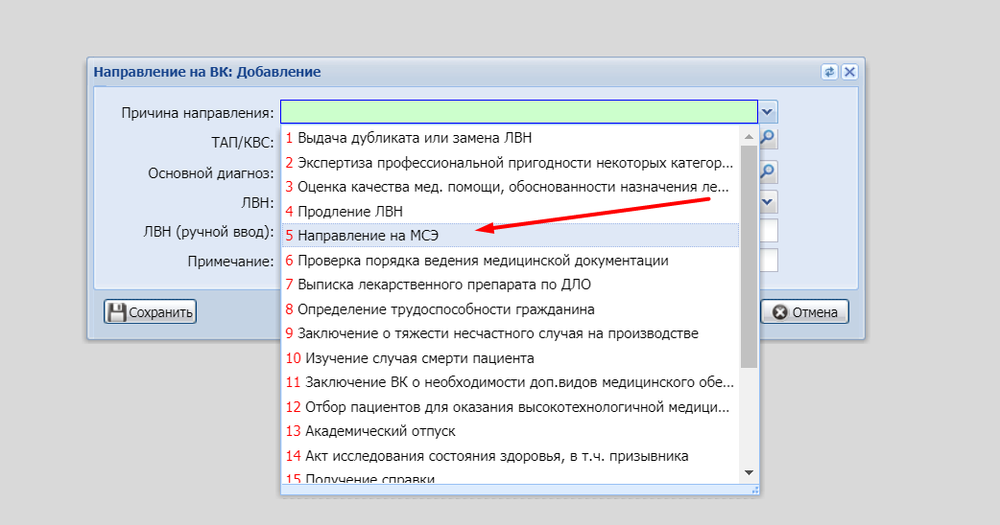 Направление на ВК: Добавление
Причина направления:
ТАП/КВС:
Основной диагноз:
ЛВН:
ЛВН (ручной ввод):
Примечание:
1 Выдача дубликата или замена ЛВН
2 Экспертиза профессиональной пригодности некоторых категор...
3 Оценка качества мед. помощи, обоснованности назначения ле...
4 Продление ЛВН
5 Направление на МСЭ
6 Проверка порядка ведения медицинской документации
7 Выписка лекарственного препарата по ДЛО
8 Определение трудоспособности гражданина
9 Заключение о тяжести несчастного случая на производстве
10 Изучение случая смерти пациента
11 Заключение ВК о необходимости доп.видов медицинского обе...
12 Отбор пациентов для оказания высокотехнологичной медици...
13 Академический отпуск
14 Акт исследования состояния здоровья, в т.ч. призывника
15 Получение справки
Сохранить
Отмена